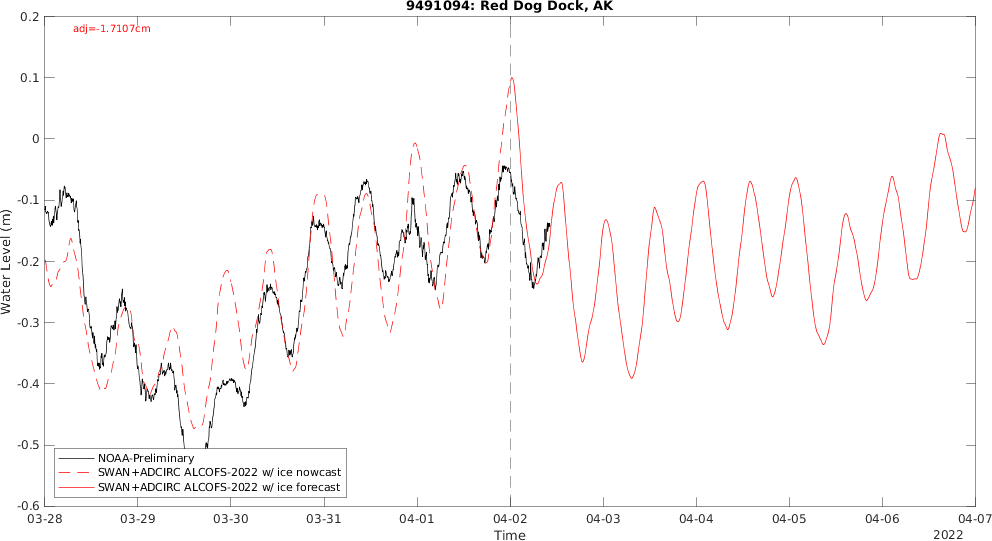 9491094: Red Dog Dock, AK
adj=-1.7107cm
0.2
0.1
0
-0.1
-0.2
-0.3
-0.4
-0.5
-0.6
Water Level (m)
NOAA-Preliminary
SWAN+ADCIRC ALCOFS-2022 w/ ice nowcast
SWAN+ADCIRC ALCOFS-2022 w/ ice forecast
03-28 03-29 03-30 03-31 04-01 04-02 04-03 04-04 04-05 04-06 04-07
Time
2022